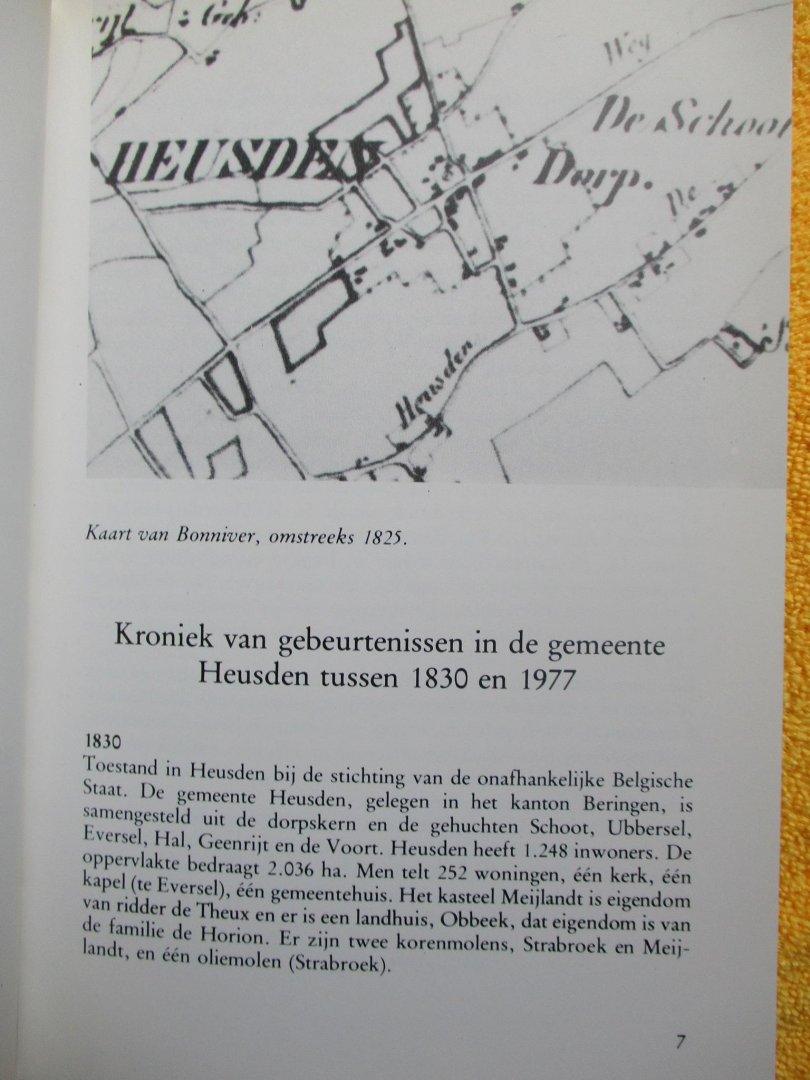 Gch.
Weg
HEUSDEN
De Schoot
Dorp.
De
Heusden
Kaart van Bonniver, omstreeks 1825.
Kroniek van gebeurtenissen in de gemeente
Heusden tussen 1830 en 1977
1830
Toestand in Heusden bij de stichting van de onafhankelijke Belgische
Staat. De gemeente Heusden, gelegen in het kanton Beringen, is
samengesteld uit de dorpskern en de gehuchten Schoot, Ubbersel,
Eversel, Hal, Geenrijt en de Voort. Heusden heeft 1.248 inwoners. De
oppervlakte bedraagt 2.036 ha. Men telt 252 woningen, één kerk, één
kapel (te Eversel), één gemeentehuis. Het kasteel Meijlandt is eigendom
van ridder de Theux en er is een landhuis, Obbeek, dat eigendom is van
de familie de Horion. Er zijn twee korenmolens, Strabroek en Meij-
landt, en één oliemolen (Strabroek).
7